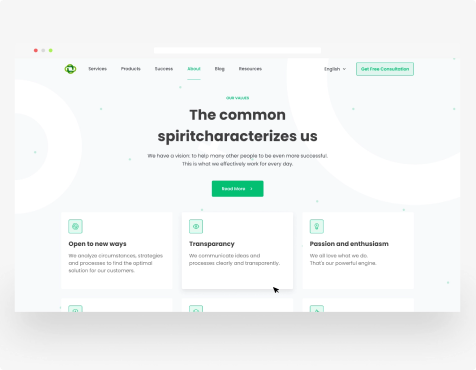 Services Products Success About Blog Resources English Get Free Consultation
OUR VALUES
The common
spiritcharacterizes us
We have a vision: to help many other people to be even more successful.
This is what we effectively work for every day.
Read More
Open to new ways
We analyze circumstances, strategies
and processes to find the optimal
solution for our customers.
Transparancy
We communicate ideas and
processes clearly and transparently.
Passion and enthusiasm
We all love what we do.
That's our powerful engine.